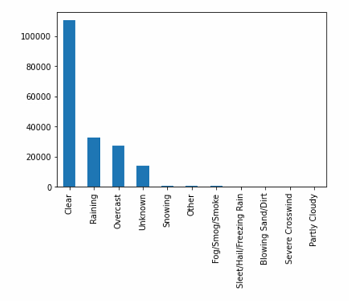 100000
80000
60000
40000
20000
0
Clear
Raining
Overcast
Unknown
Snowing
Other
Fog/Smog/Smoke
Sleet/Hail/Freezing Rain
Blowing Sand/Dirt
Severe Crosswind
Partly Cloudy